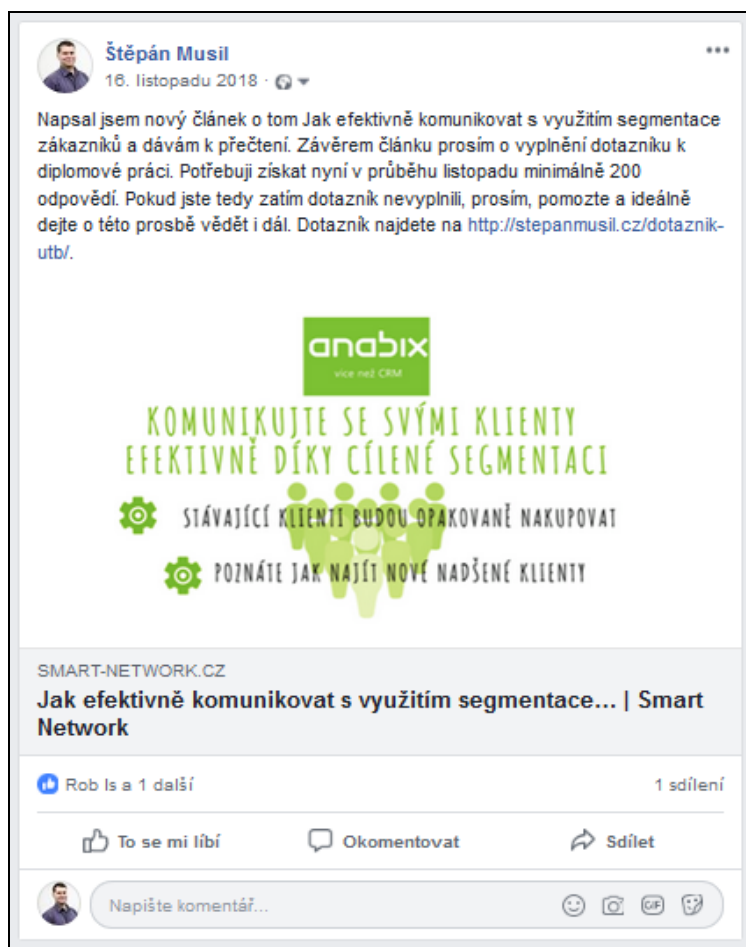 Štěpán Musil
16. listopadu 2018 ·
Napsal jsem nový článek o tom Jak efektivně komunikovat s využitím segmentace
zákazníků a dávám k přečtení. Závěrem článku prosím o vyplnění dotazníku k
diplomové práci. Potřebuji získat nyní v průběhu listopadu minimálně 200
odpovědí. Pokud jste tedy zatím dotazník nevyplnili, prosím, pomozte a ideálně
dejte o této prosbě vědět i dál. Dotazník najdete na http://stepanmusil.cz/dotaznik-
utb/.
anabix
více než CRM
KOMUNIKUJTE SE SVÝMI KLIENTY
EFEKTIVNĚ DÍKY CÍLENÉ SEGMENTACI
STÁVAJÍCÍ KLIENTI BUDOU OPAKOVANĚ NAKUPOVAT
POZNÁTE JAK NAJÍT NOVÉ NADŠENÉ KLIENTY
SMART-NETWORK.CZ
Jak efektivně komunikovat s využitím segmentace... | Smart
Network
Rob Is a 1 další 1 sdílení
To se mi líbí Okomentovat Sdílet
Napište komentář... GIF